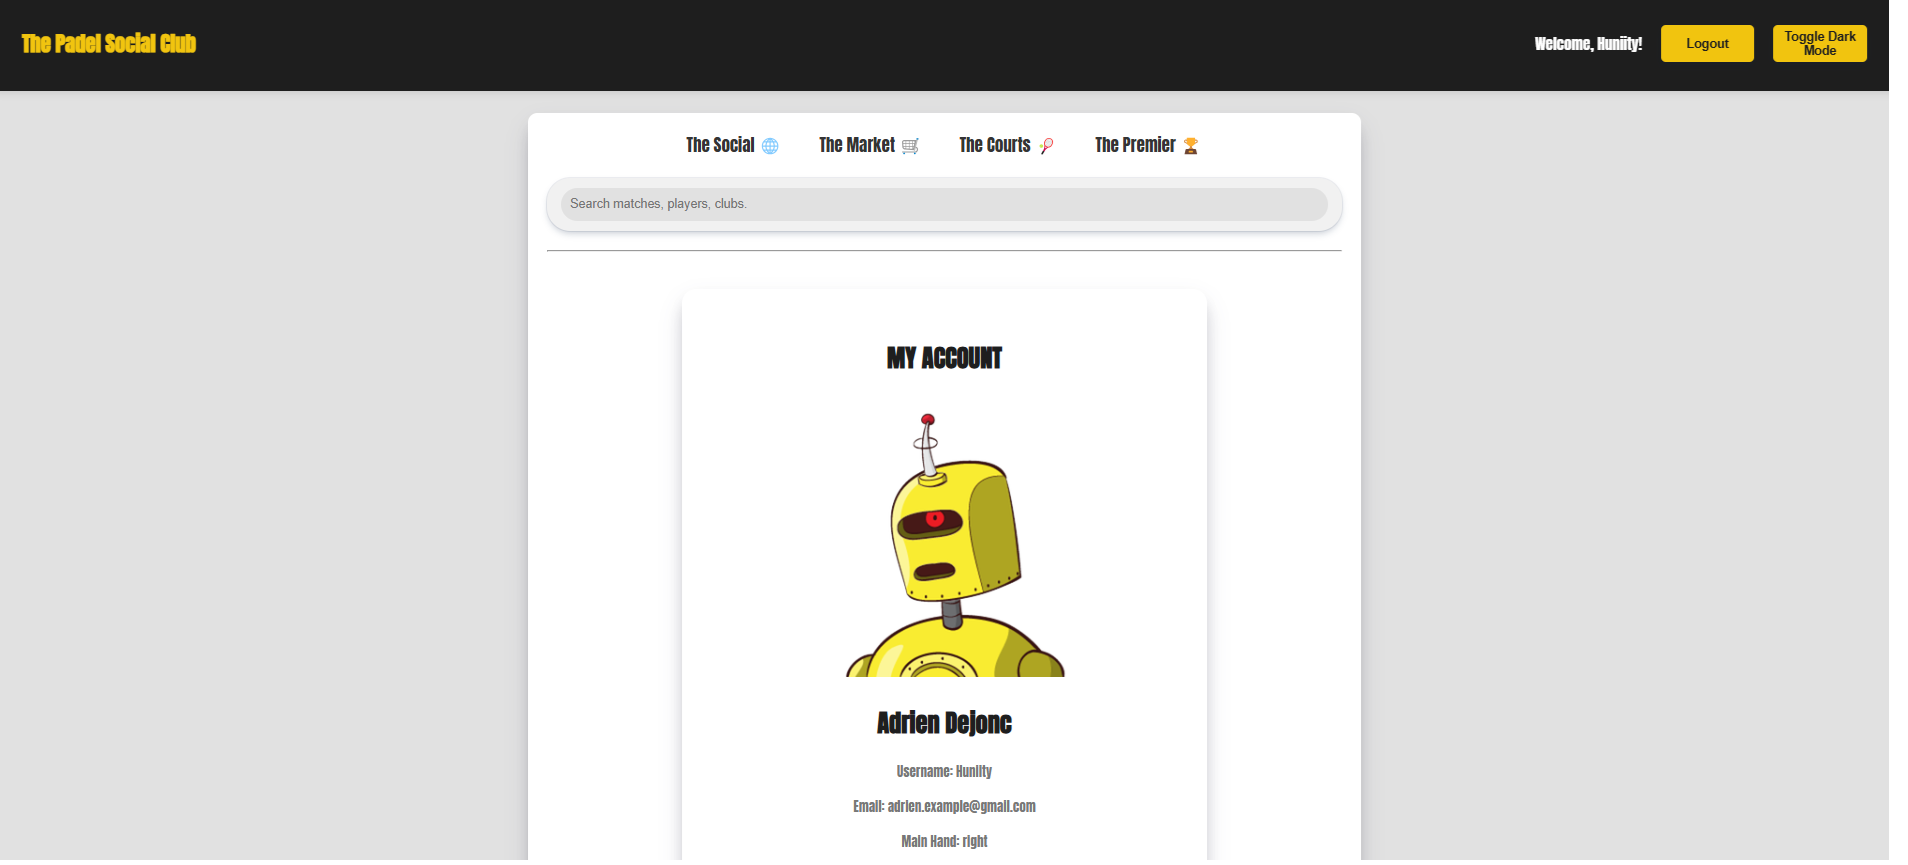 The Padel Social Club
Welcome, Huniity!
Logout
Toggle Dark
Mode
The Social
The Market
The Courts
The Premier
Search matches, players, clubs.
MY ACCOUNT
Adrien Dejonc
Username: Huniity
Email: adrien.example@gmail.com
Main Hand: right